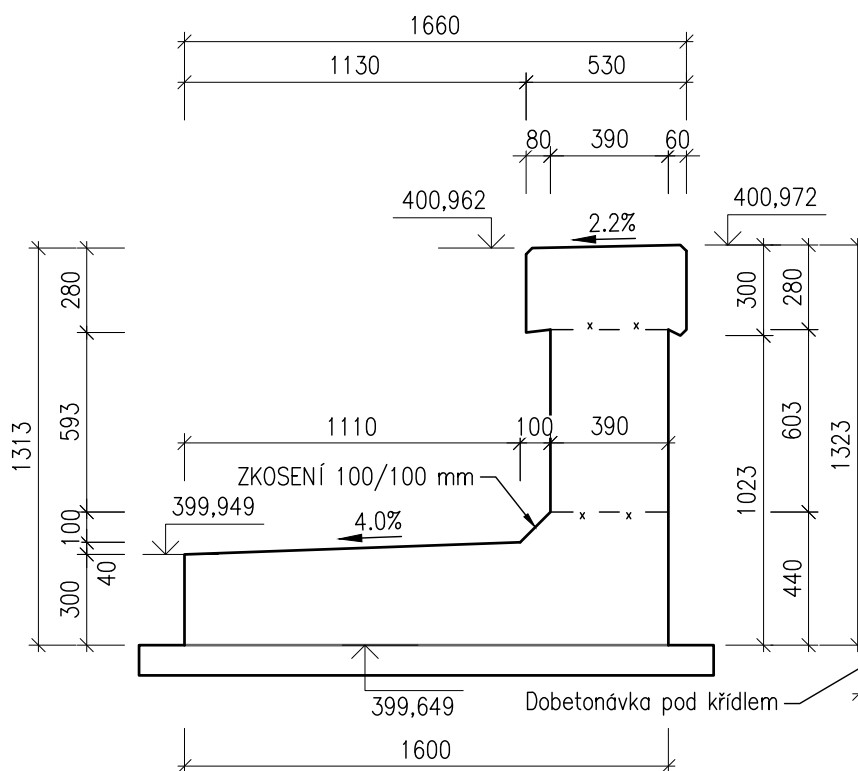 1660
1130 530
80 390 60
400,962 400,972
2.2%
280 300 280
1313 593 603 1323
1023
1110 100 390
ZKOSENÍ 100/100 mm
399,949
4.0%
100
40
300 440
399,649
Dobetonávka pod křídlem
1600
x x
x x